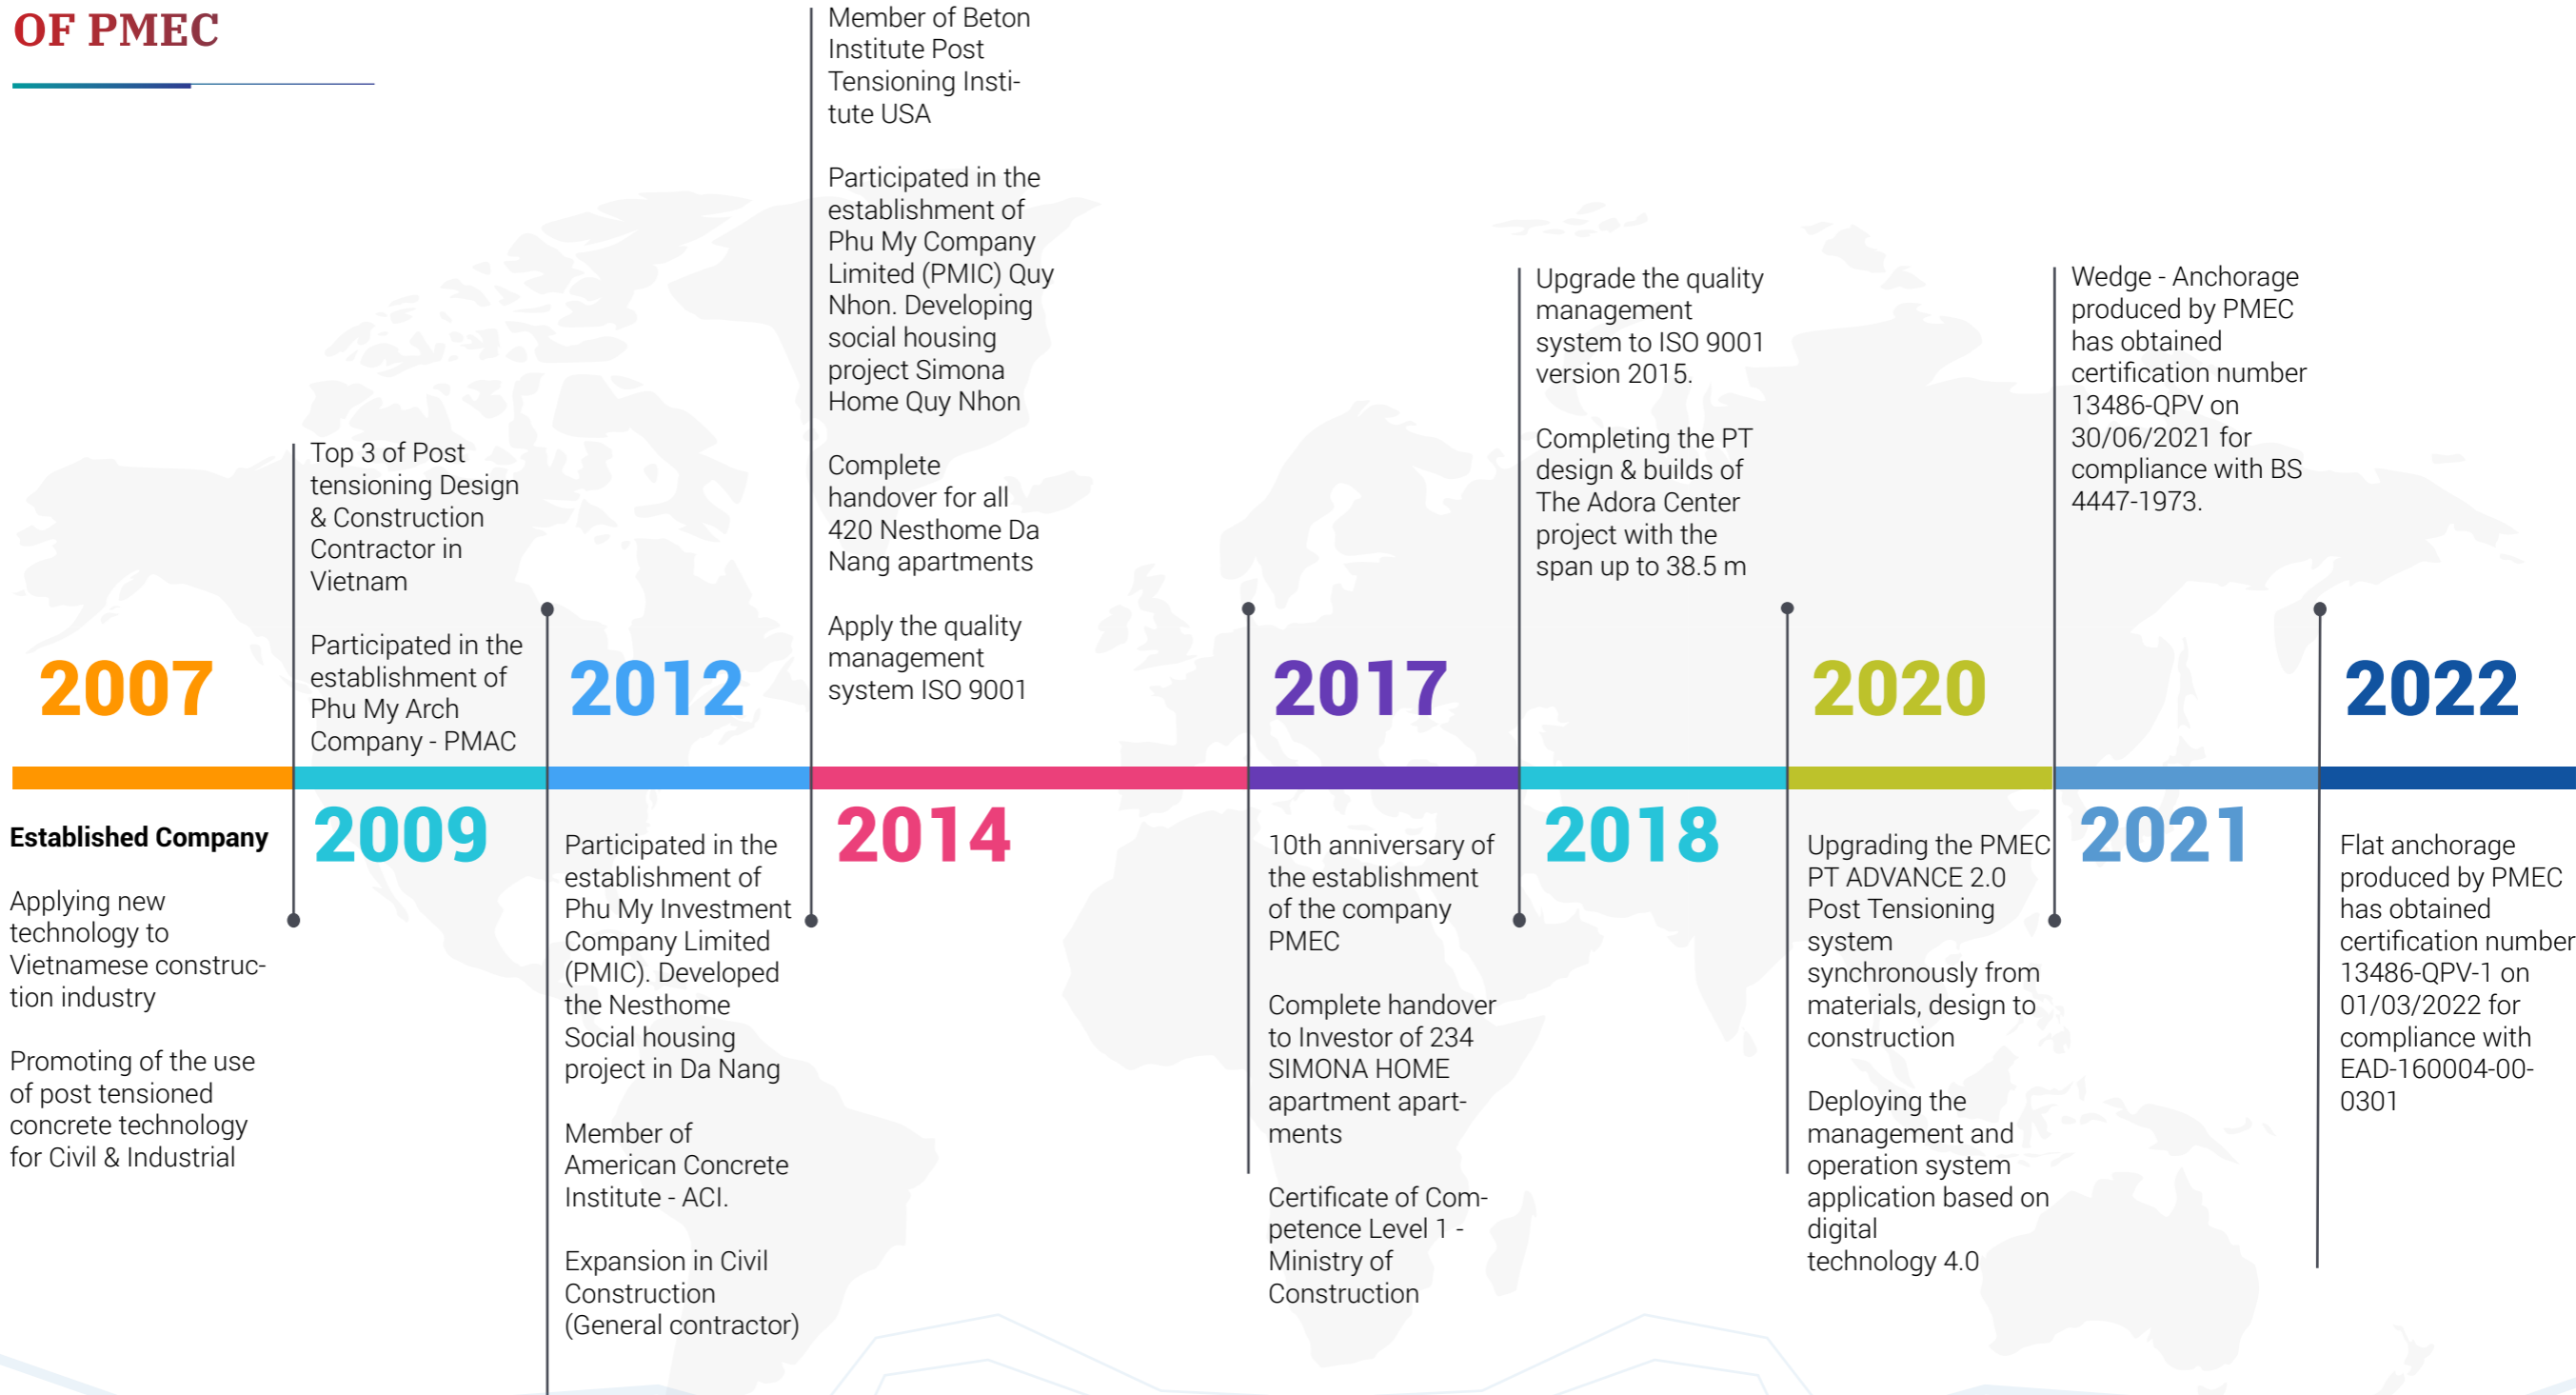 OF PMEC
2007
Established Company
Applying new
technology to
Vietnamese construc-
tion industry
Promoting of the use
of post tensioned
concrete technology
for Civil & Industrial
Top 3 of Post
tensioning Design
& Construction
Contractor in
Vietnam
Participated in the
establishment of
Phu My Arch
Company - PMAC
2009
2012
Participated in the
establishment of
Phu My Investment
Company Limited
(PMIC). Developed
the Nesthome
Social housing
project in Da Nang
Member of
American Concrete
Institute - ACI.
Expansion in Civil
Construction
(General contractor)
Member of Beton
Institute Post
Tensioning Insti-
tute USA
Participated in the
establishment of
Phu My Company
Limited (PMIC) Quy
Nhon. Developing
social housing
project Simona
Home Quy Nhon
Complete
handover for all
420 Nesthome Da
Nang apartments
Apply the quality
management
system ISO 9001
2014
2017
10th anniversary of
the establishment
of the company
PMEC
Complete handover
to Investor of 234
SIMONA HOME
apartment apart-
ments
Certificate of Com-
petence Level 1 -
Ministry of
Construction
Upgrade the quality
management
system to ISO 9001
version 2015.
Completing the PT
design & builds of
The Adora Center
project with the
span up to 38.5 m
2018
2020
Upgrading the PMEC
PT ADVANCE 2.0
Post Tensioning
system
synchronously from
materials, design to
construction
Deploying the
management and
operation system
application based on
digital
technology 4.0
Wedge - Anchorage
produced by PMEC
has obtained
certification number
13486-QPV on
30/06/2021 for
compliance with BS
4447-1973.
2021
2022
Flat anchorage
produced by PMEC
has obtained
certification number
13486-QPV-1 on
01/03/2022 for
compliance with
EAD-160004-00-
0301